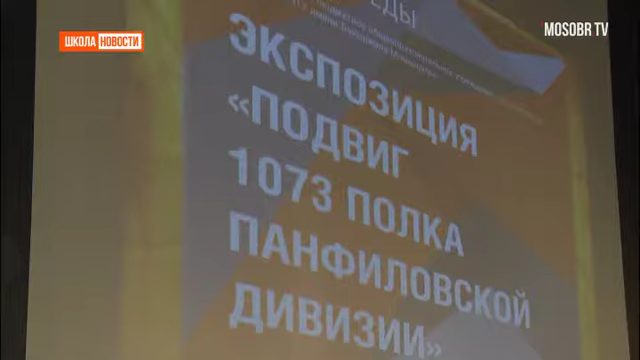 ШКОЛА НОВОСТИ
MOSOBR TV
ЭКСПОЗИЦИЯ
«ПОДВИГ
1073 ПОЛКА
ПАНФИЛОВСКОЙ
ДИВИЗИИ»